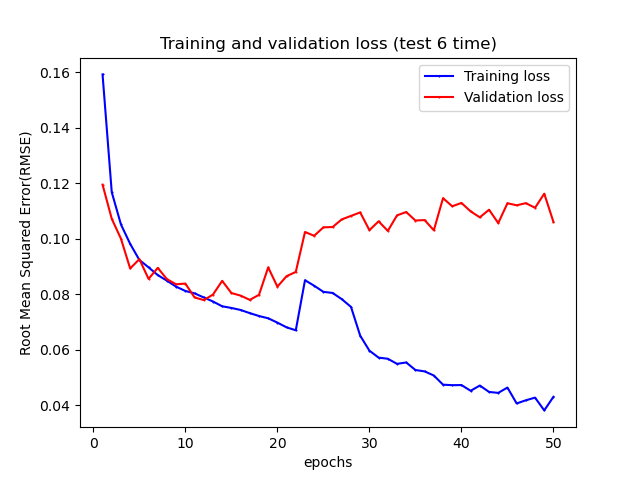 Training and validation loss (test 6 time)
Training loss
Validation loss
Root Mean Squared Error(RMSE)
0.16
0.14
0.12
0.10
0.08
0.06
0.04
0
10
20
30
40
50
epochs